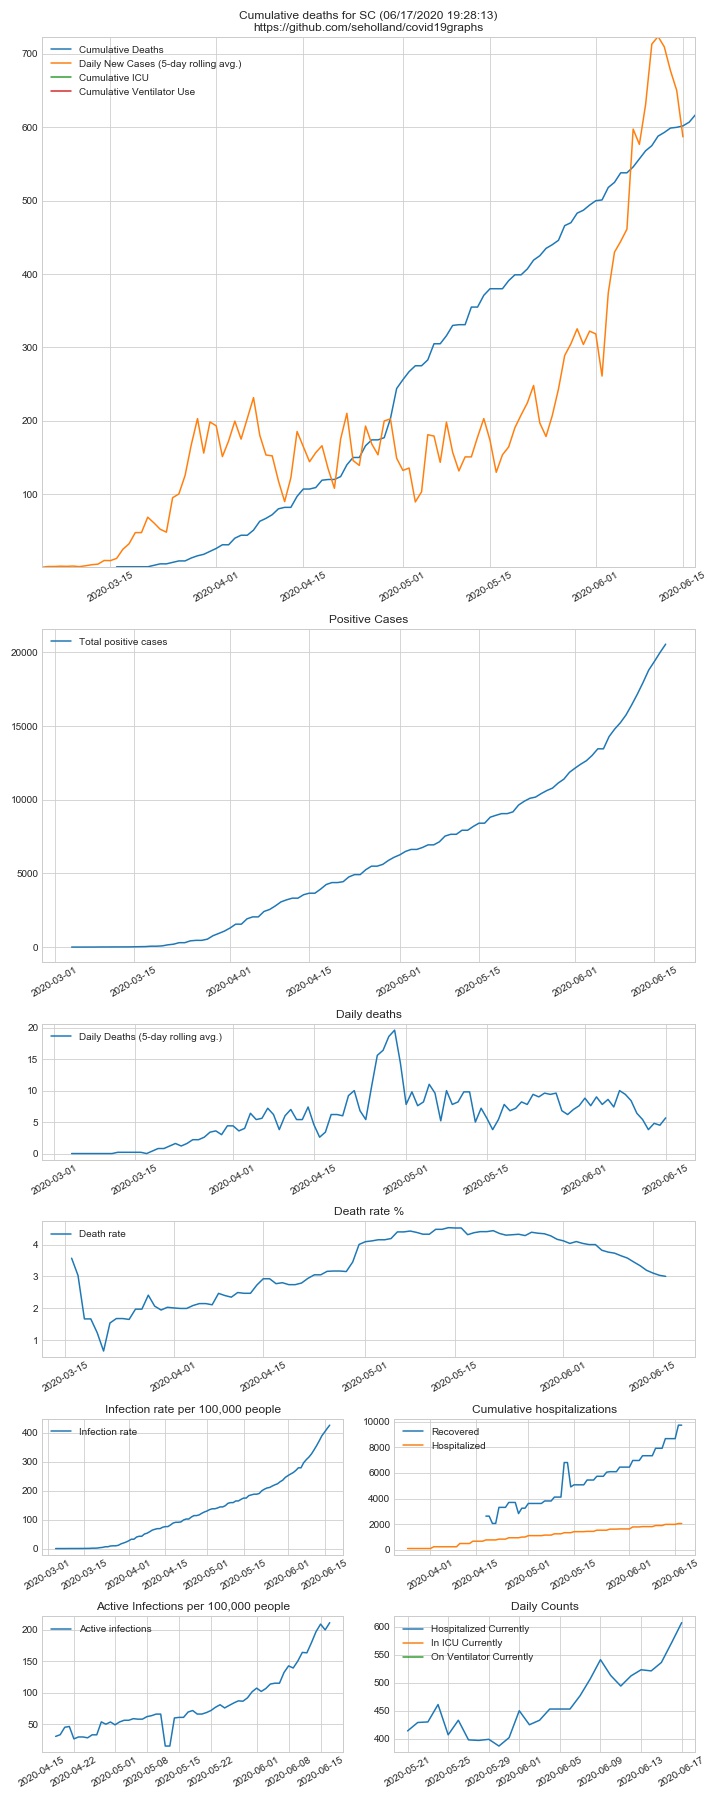 Cumulative deaths for SC (06/17/2020 19:28:13)
https://github.com/seholland/covid19graphs
Cumulative Deaths
Daily New Cases (5-day rolling avg.)
Cumulative ICU
Cumulative Ventilator Use
700
600
500
400
300
200
100
2020-03-15 2020-04-01 2020-04-15 2020-05-01 2020-05-15 2020-06-01 2020-06-15
Positive Cases
Total positive cases
20000
15000
10000
5000
0
2020-03-01 2020-03-15 2020-04-01 2020-04-15 2020-05-01 2020-05-15 2020-06-01 2020-06-15
Daily deaths
Daily Deaths (5-day rolling avg.)
20
15
10
5
0
2020-03-01 2020-03-15 2020-04-01 2020-04-15 2020-05-01 2020-05-15 2020-06-01 2020-06-15
Death rate %
Death rate
4
3
2
1
2020-03-15 2020-04-01 2020-04-15 2020-05-01 2020-05-15 2020-06-01 2020-06-15
Infection rate per 100,000 people
Infection rate
400
300
200
100
0
2020-03-01 2020-03-15 2020-04-01 2020-04-15 2020-05-01 2020-05-15 2020-06-01 2020-06-15
Cumulative hospitalizations
Recovered
Hospitalized
10000
8000
6000
4000
2000
0
2020-04-01 2020-04-15 2020-05-01 2020-05-15 2020-06-01 2020-06-15
Active Infections per 100,000 people
Active infections
200
150
100
50
2020-04-15 2020-04-22 2020-05-01 2020-05-08 2020-05-15 2020-05-22 2020-06-01 2020-06-08 2020-06-15
Daily Counts
Hospitalized Currently
In ICU Currently
On Ventilator Currently
600
550
500
450
400
2020-05-21 2020-05-25 2020-05-29 2020-06-01 2020-06-05 2020-06-09 2020-06-13 2020-06-17